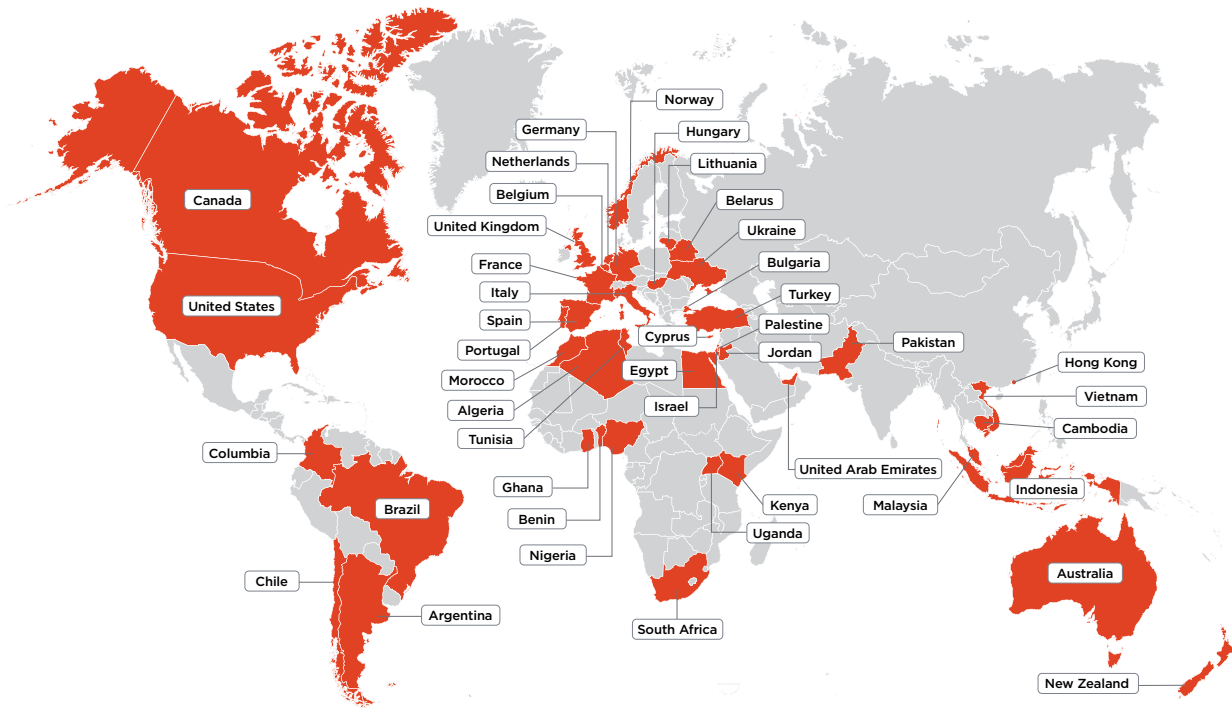 Norway
Germany
Hungary
Netherlands
Lithuania
Belgium
Canada
Belarus
United Kingdom
Ukraine
Bulgaria
France
Italy
Turkey
United States
Spain
Palestine
Cyprus
Pakistan
Portugal
Jordan
Hong Kong
Egypt
Morocco
Vietnam
Israel
Algeria
Cambodia
Tunisia
Columbia
United Arab Emirates
Ghana
Indonesia
Kenya
Malaysia
Brazil
Benin
Uganda
Nigeria
Australia
Chile
Argentina
South Africa
New Zealand